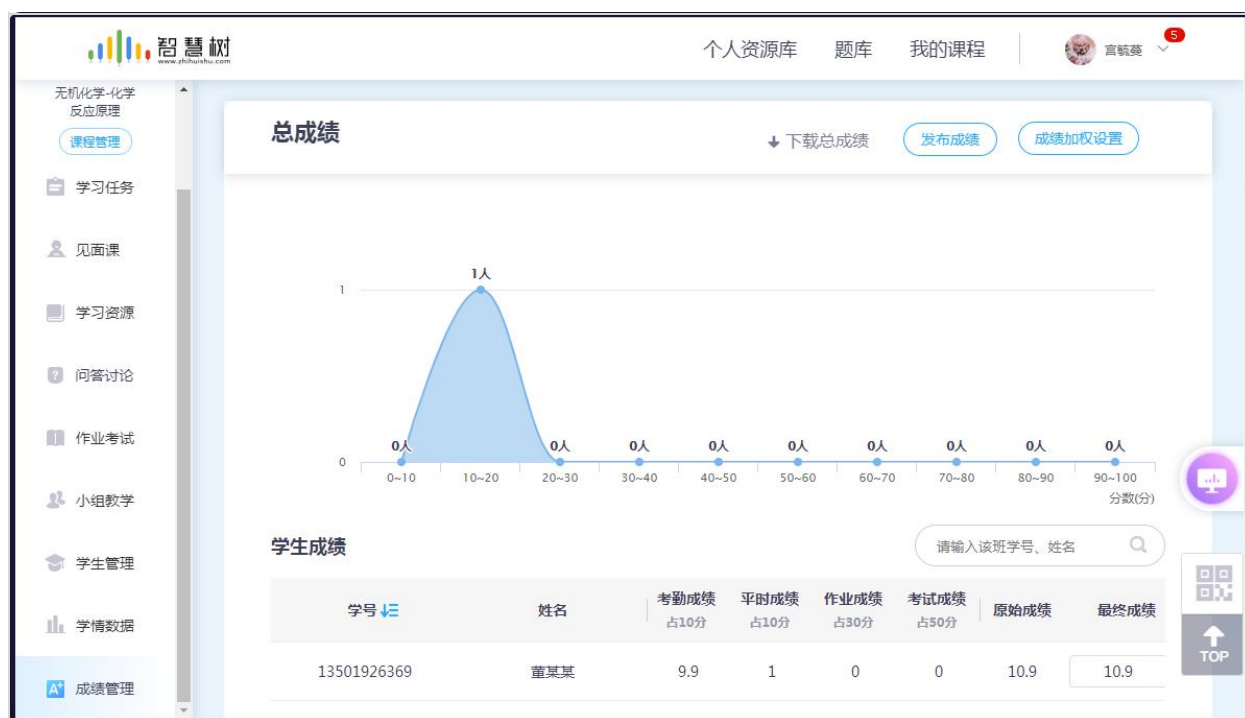 智慧树
www.zhihuishu.com
个人资源库
题库
我的课程
宫毓葵
5
无机化学-化学
反应原理
课程管理
学习任务
见面课
学习资源
问答讨论
作业考试
小组教学
学生管理
学情数据
成绩管理
总成绩
下载总成绩
发布成绩
成绩加权设置
1
1人
0
0人
0人
0人
0人
0人
0人
0人
0人
0人
0~10
10~20
20~30
30~40
40~50
50~60
60~70
70~80
80~90
90~100
分数(分)
学生成绩
请输入该班学号、姓名
学号
姓名
考勤成绩
占10分
平时成绩
占10分
作业成绩
占30分
考试成绩
占50分
原始成绩
最终成绩
13501926369
董某某
9.9
1
0
0
10.9
10.9
TOP
A+